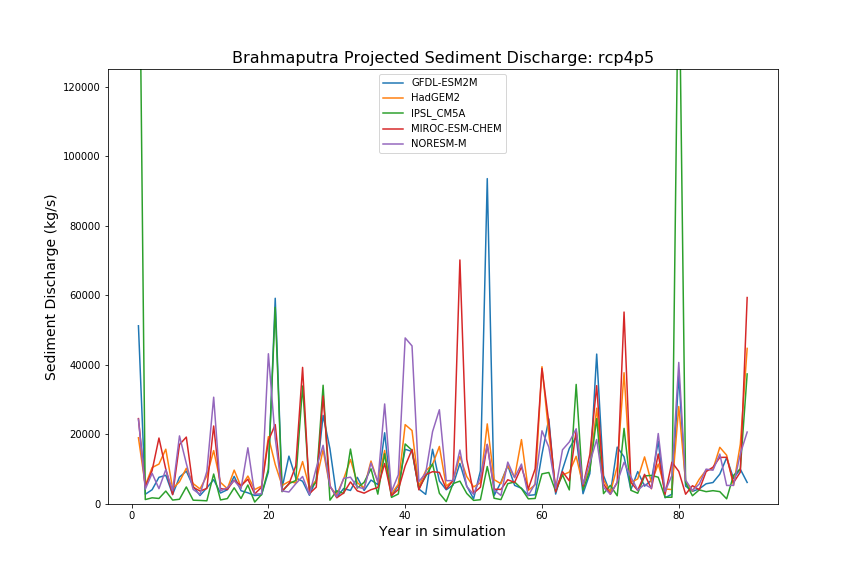 Brahmaputra Projected Sediment Discharge: rcp4p5
GFDL-ESM2M
HadGEM2
IPSL_CM5A
MIROC-ESM-CHEM
NORESM-M
Sediment Discharge (kg/s)
120000
100000
80000
60000
40000
20000
0
0 20 40 60 80
Year in simulation